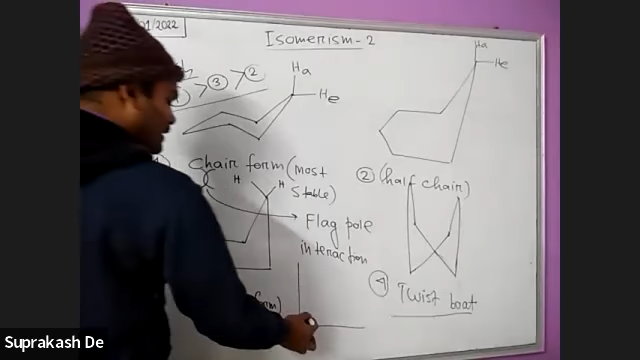 01/2022
Isomerism-2
Ha
He
> ③ > ②
Chair form (most
Stable)
H
H
Flag pole
interaction
Ha
He
② (half chair)
④
Twist boat
Suprakash De